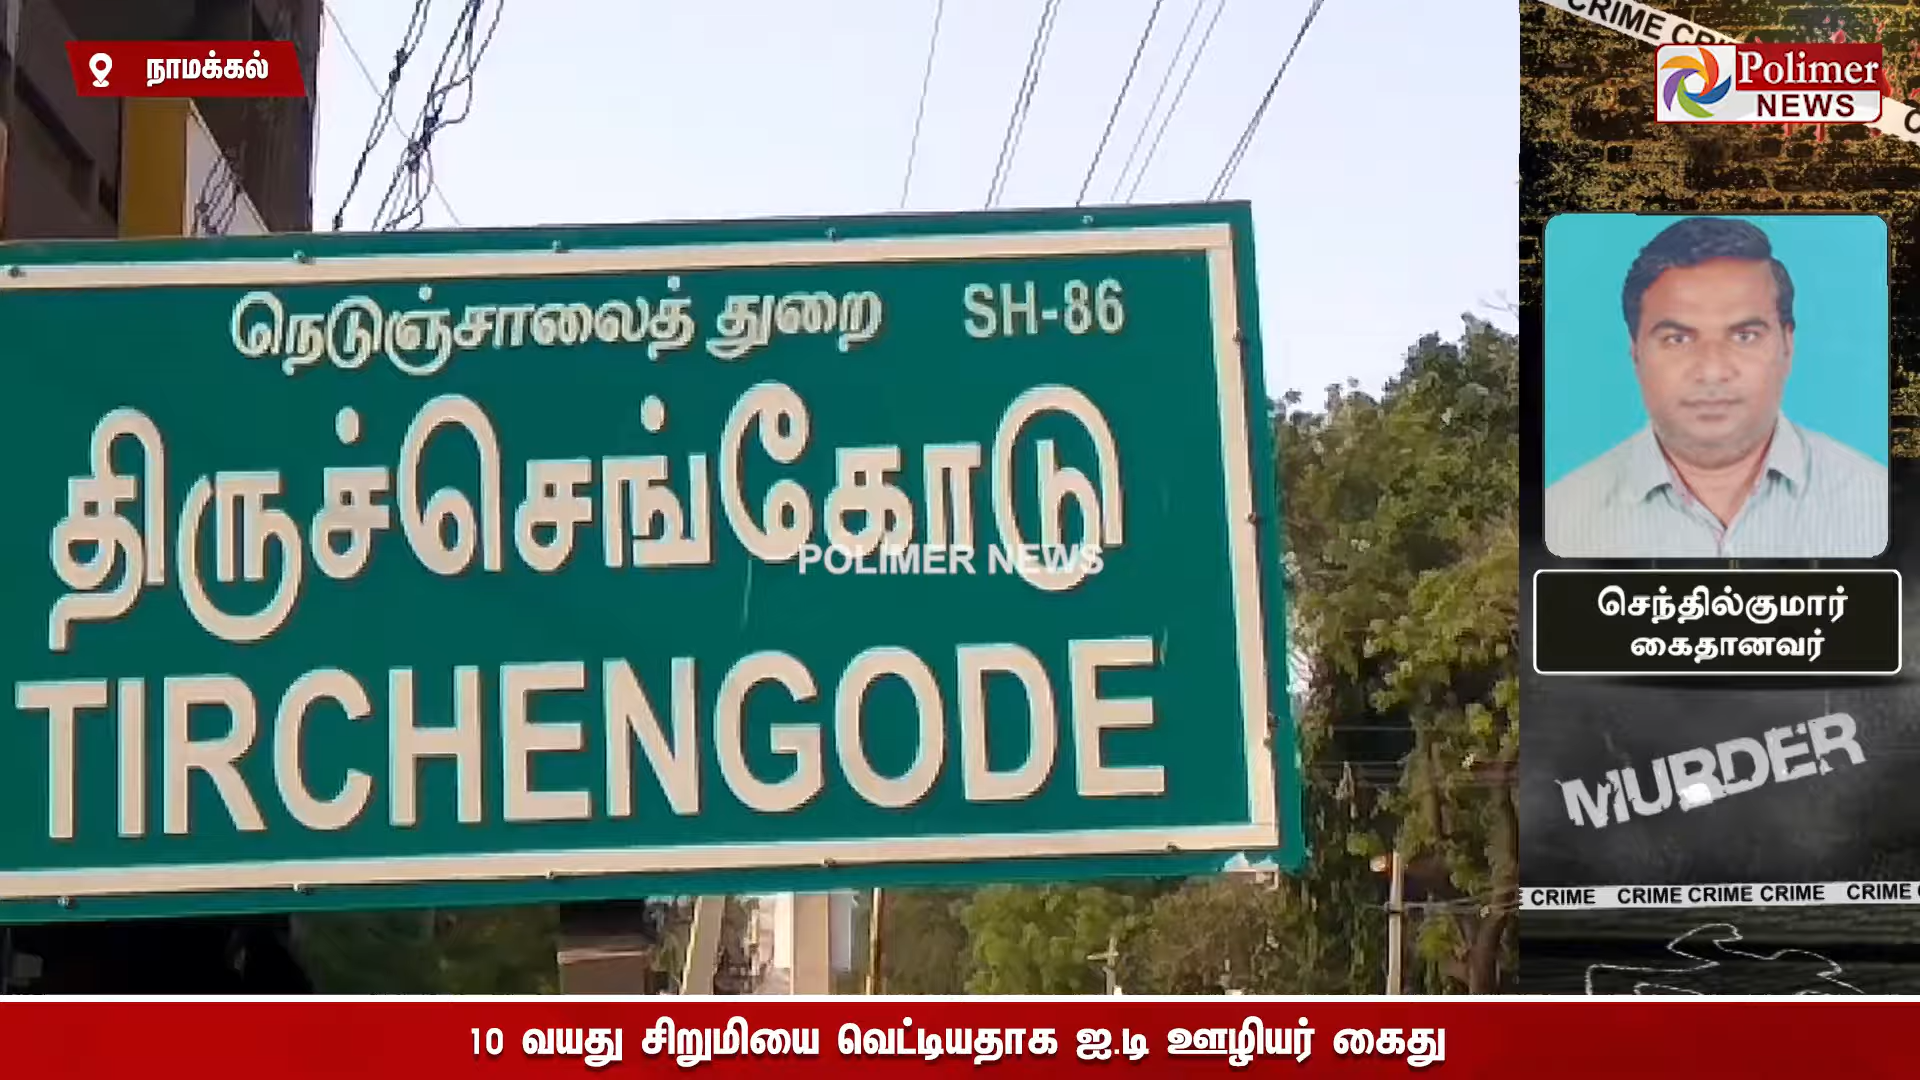 நாமக்கல்
CRIME CR
Polimer
NEWS
நெடுஞ்சாலைத் துறை SH-86
திருச்செங்கோடு
POLIMER NEWS
TIRCHENGODE
செந்தில்குமார்
கைதானவர்
MURDER
CRIME CRIME CRIME CRIME CRIME
10 வயது சிறுமியை வெட்டியதாக ஐ.டி ஊழியர் கைது